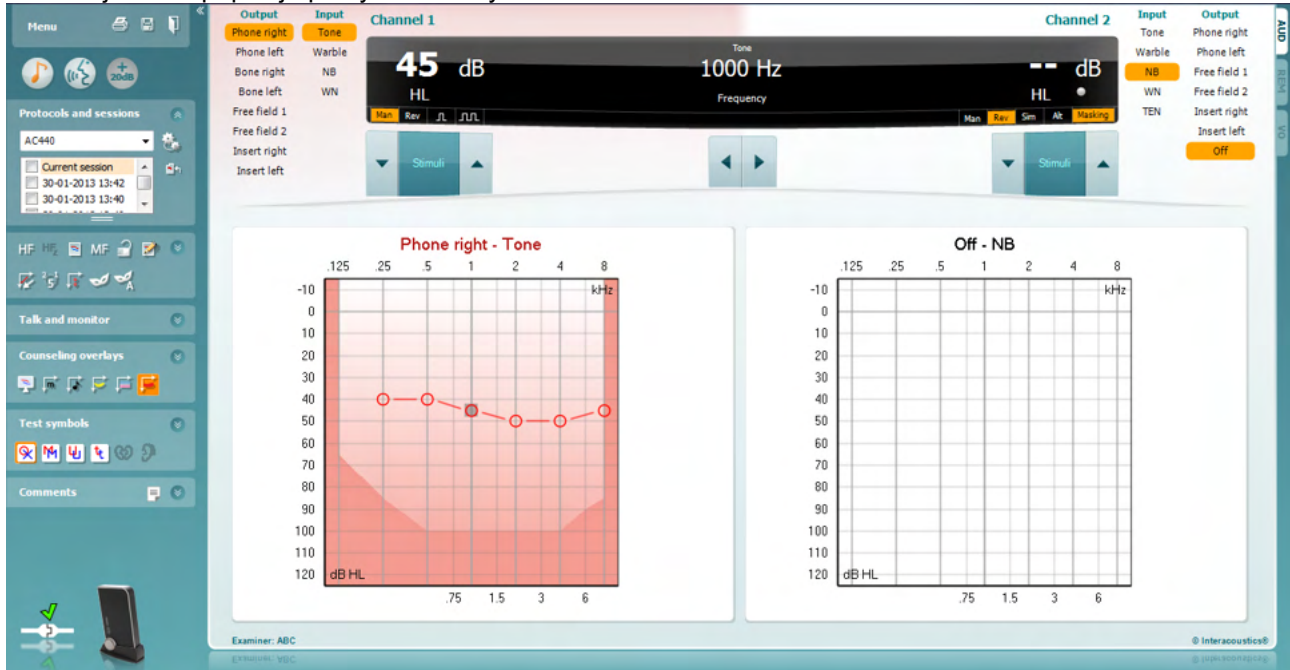 Menu
+
20dB
Protocols and sessions
AC440
Current session
30-01-2013 13:42
30-01-2013 13:40
HF HF₂ MF
Talk and monitor
Counseling overlays
Test symbols
Comments
Output Input Channel 1
Phone right Tone
Phone left Warble
Bone right NB
Bone left WN
Free field 1
Free field 2
Insert right
Insert left
45 dB
HL
Man Rev
Stimuli
Tone
1000 Hz
Frequency
Channel 2 Input Output
-- dB
HL
Man Rev Sim Alt Masking
Stimuli
Tone Phone right
Warble Phone left
NB Free field 1
WN Free field 2
TEN Insert right
Insert left
Off
AUD
REM
VO
Phone right - Tone
.125 .25 .5 1 2 4 8
kHz
-10
0
10
20
30
40
50
60
70
80
90
100
110
120 dB HL
.75 1.5 3 6
Off - NB
.125 .25 .5 1 2 4 8
kHz
-10
0
10
20
30
40
50
60
70
80
90
100
110
120 dB HL
.75 1.5 3 6
Examiner: ABC
© Interacoustics®